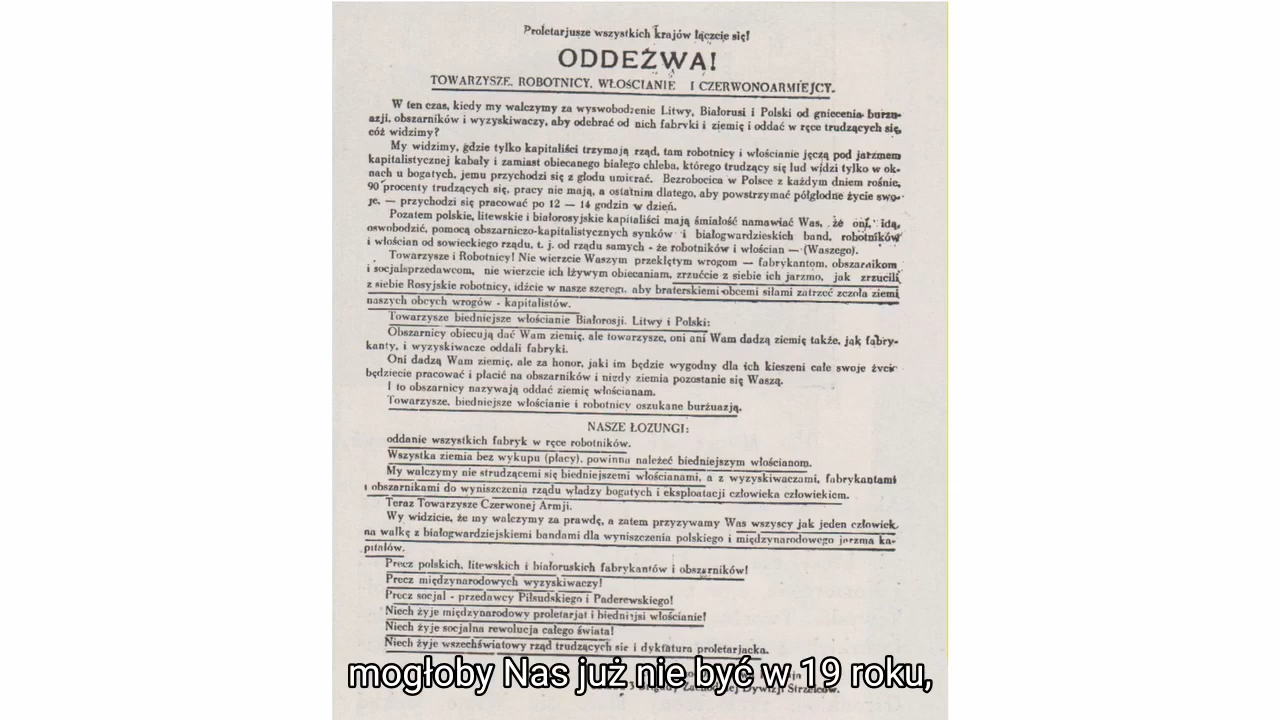 Proletarjusze wszystkich krajów łączcie się!
ODDEŹWA!
TOWARZYSZE, ROBOTNICY, WŁOŚCIANIE I CZERWONOARMIEJCY.
W ten czas, kiedy my walczymy za wyswobodzenie Litwy, Białorusi i Polski od gniecenia burżu-
azji, obszarników i wyzyskiwaczy, aby odebrać od nich fabryki i ziemię i oddać w ręce trudzących się,
cóż widzimy?
My widzimy, gdzie tylko kapitaliści trzymają rząd, tam robotnicy i włościanie jęczą pod jarzmem
kapitalistycznej kabały i zamiast obiecanego białego chleba, którego trudzący się lud widzi tylko w ok-
nach u bogatych, jemu przychodzi się z głodu umierać. Bezrobocica w Polsce z każdym dniem rośnie,
90 procenty trudzących się, pracy nie mają, a ostatnim dlatego, aby powstrzymać półgłodne życie swo-
je, — przychodzi się pracować po 12 — 14 godzin w dzień.
Pozatem polskie, litewskie i białorosyjskie kapitaliści mają śmiałość namawiać Was, że oni, idą,
oswobodzić, pomocą obszarniczo-kapitalistycznych synków i białogwardzieskich band, robotników
i włościan od sowieckiego rządu, t. j. od rządu samych - że robotników i włościan — (Waszego).
Towarzysze i Robotnicy! Nie wierzcie Waszym przeklętym wrogom — fabrykantom, obszarnikom
i socjalsprzedawcom, nie wierzcie ich łżywym obiecaniam, zrzućcie z siebie ich jarzmo, jak zrzucili
z siebie Rosyjskie robotnicy, idźcie w nasze szeregi, aby braterskiemi obcemi siłami zatrzeć zczoła ziemi
naszych obcych wrogów - kapitalistów.
Towarzysze biedniejsze włościanie Białorosji, Litwy i Polski:
Obszarnicy obiecują dać Wam ziemię, ale towarzysze, oni ani Wam dadzą ziemię także, jak fabry-
kanty, i wyzyskiwacze oddali fabryki.
Oni dadzą Wam ziemię, ale za honor, jaki im będzie wygodny dla ich kieszeni całe swoje życie
będziecie pracować i płacić na obszarników i nigdy ziemia pozostanie się Waszą.
I to obszarnicy nazywają oddać ziemię włościanam.
Towarzysze, biedniejsze włościanie i robotnicy oszukane burżuazją.
NASZE ŁOZUNGI:
oddanie wszystkich fabryk w ręce robotników.
Wszystka ziemia bez wykupu (płacy), powinna należeć biedniejszym włościanom.
My walczymy nie strudzącemi się biedniejszemi włościanami, a z wyzyskiwaczami, fabrykantami
i obszarnikami do wyniszczenia rządu władzy bogatych i eksploatacji człowieka człowiekiem.
Teraz Towarzysze Czerwonej Armji.
Wy widzicie, że my walczymy za prawdę, a zatem przyzywamy Was wszyscy jak jeden człowiek
na walkę z białogwardziejskiemi bandami dla wyniszczenia polskiego i międzynarodowego jarzma ka-
pitałów.
Precz polskich, litewskich i białoruskich fabrykantów i obszarników!
Precz międzynarodowych wyzyskiwaczy!
Precz socjal - przedawcy Piłsudskiego i Paderewskiego!
Niech żyje międzynarodowy proletarjat i biedniejsi włościanie!
Niech żyje socjalna rewolucja całego świata!
Niech żyje wszechświatowy rząd trudzących się i dyktatura proletarjacka.
3 Brigady Zachodniej Dywizji Strzelców.
mogłoby Nas już nie być w 19 roku,